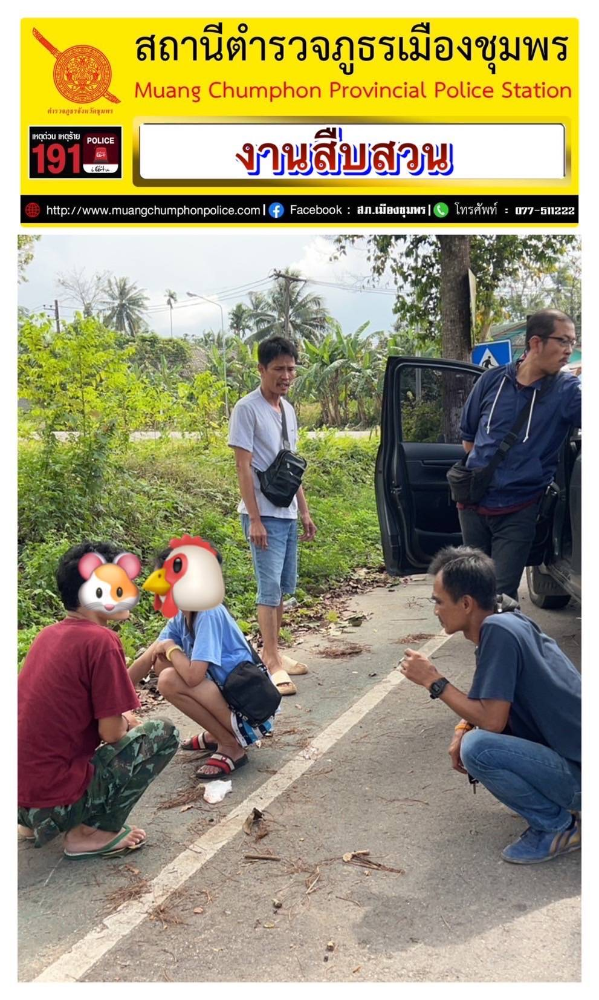 สถานีตำรวจภูธรเมืองชุมพร
Muang Chumphon Provincial Police Station
ตำรวจภูธรจังหวัดชุมพร
เหตุด่วน เหตุร้าย
191
POLICE
งานสืบสวน
http://www.muangchumphonpolice.com | Facebook : สภ.เมืองชุมพร | โทรศัพท์ : 077-511222